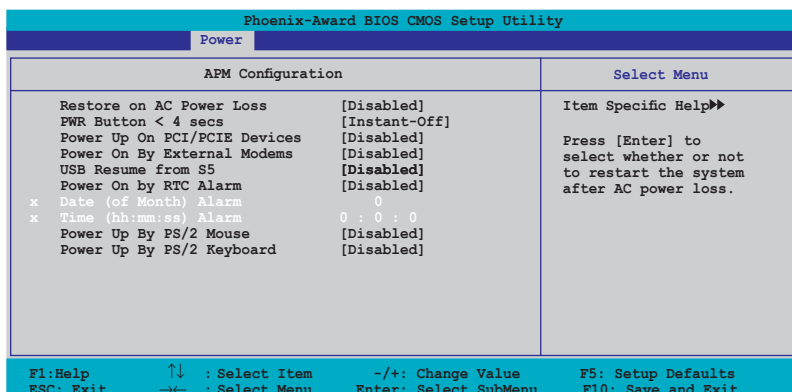 Phoenix-Award BIOS CMOS Setup Utility
Power
APM Configuration
Select Menu
Restore on AC Power Loss [Disabled]
PWR Button < 4 secs [Instant-Off]
Power Up On PCI/PCIE Devices [Disabled]
Power On By External Modems [Disabled]
USB Resume from S5 [Disabled]
Power On by RTC Alarm [Disabled]
x Date (of Month) Alarm 0
x Time (hh:mm:ss) Alarm 0 : 0 : 0
Power Up By PS/2 Mouse [Disabled]
Power Up By PS/2 Keyboard [Disabled]
Item Specific Help▶▶
Press [Enter] to
select whether or not
to restart the system
after AC power loss.
F1:Help ↑↓ : Select Item -/+: Change Value F5: Setup Defaults
ESC: Exit →← : Select Menu Enter: Select SubMenu F10: Save and Exit